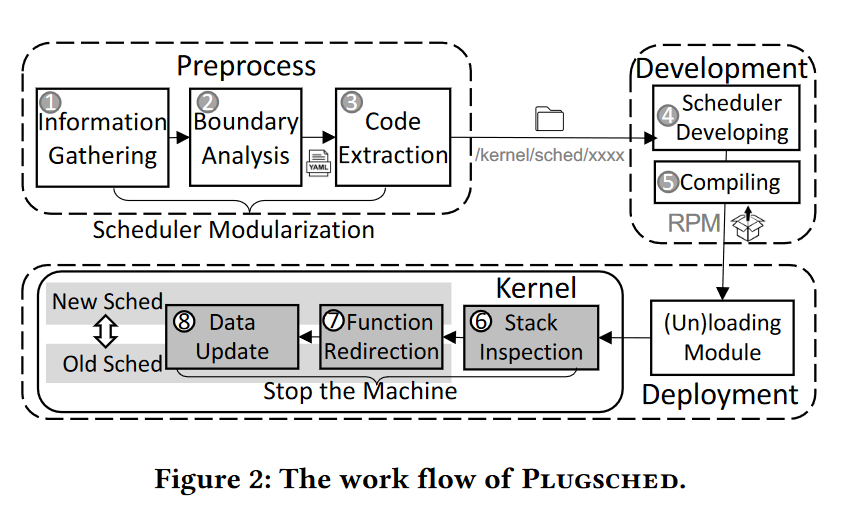 Preprocess
① Information
Gathering
② Boundary
Analysis
YAML
③ Code
Extraction
Scheduler Modularization
/kernel/sched/xxxx
Development
④ Scheduler
Developing
⑤ Compiling
RPM
Kernel
New Sched
Old Sched
⑧ Data
Update
⑦ Function
Redirection
⑥ Stack
Inspection
Stop the Machine
(Un)loading
Module
Deployment
Figure 2: The work flow of PLUGSCHED.